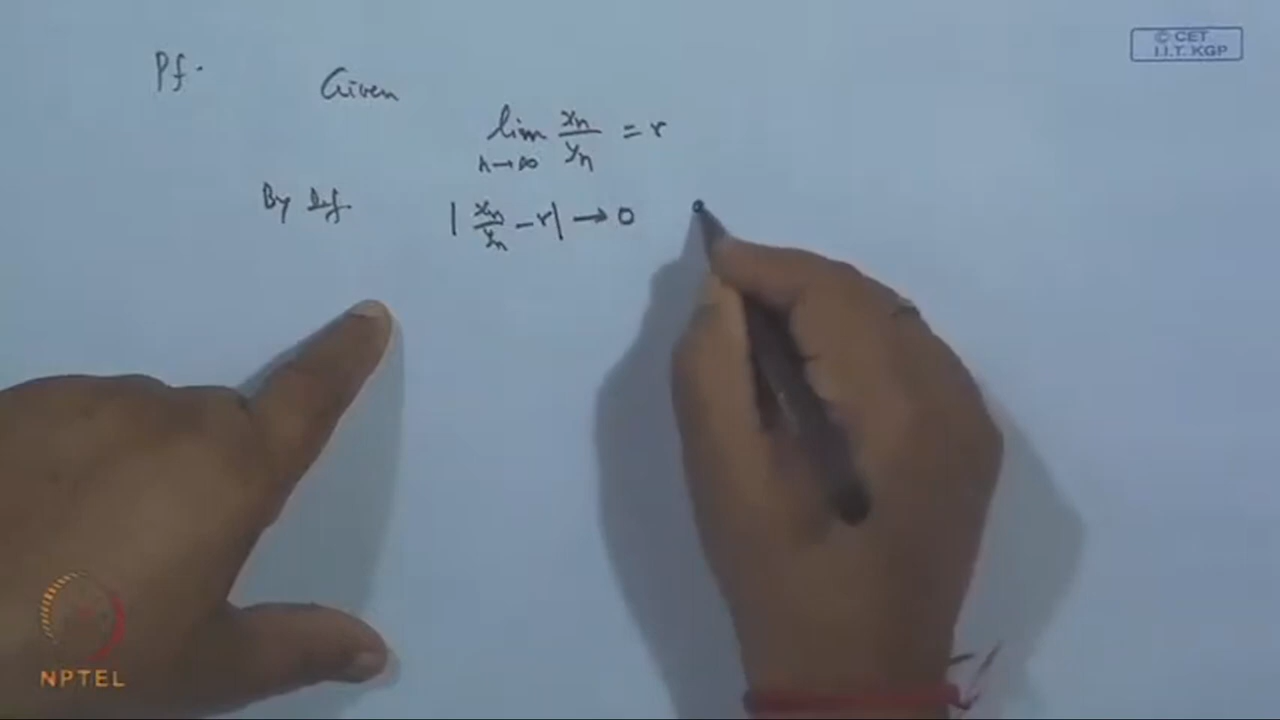 © CET
I.I.T. KGP
Pf.
Given
lim n→∞ xn/yn = r
By def. | xn/yn - r | → 0
NPTEL